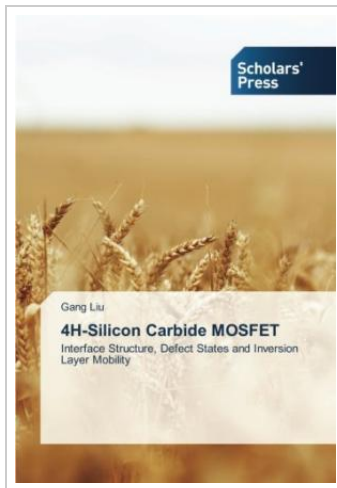 Scholars'
Press
Gang Liu
4H-Silicon Carbide MOSFET
Interface Structure, Defect States and Inversion
Layer Mobility